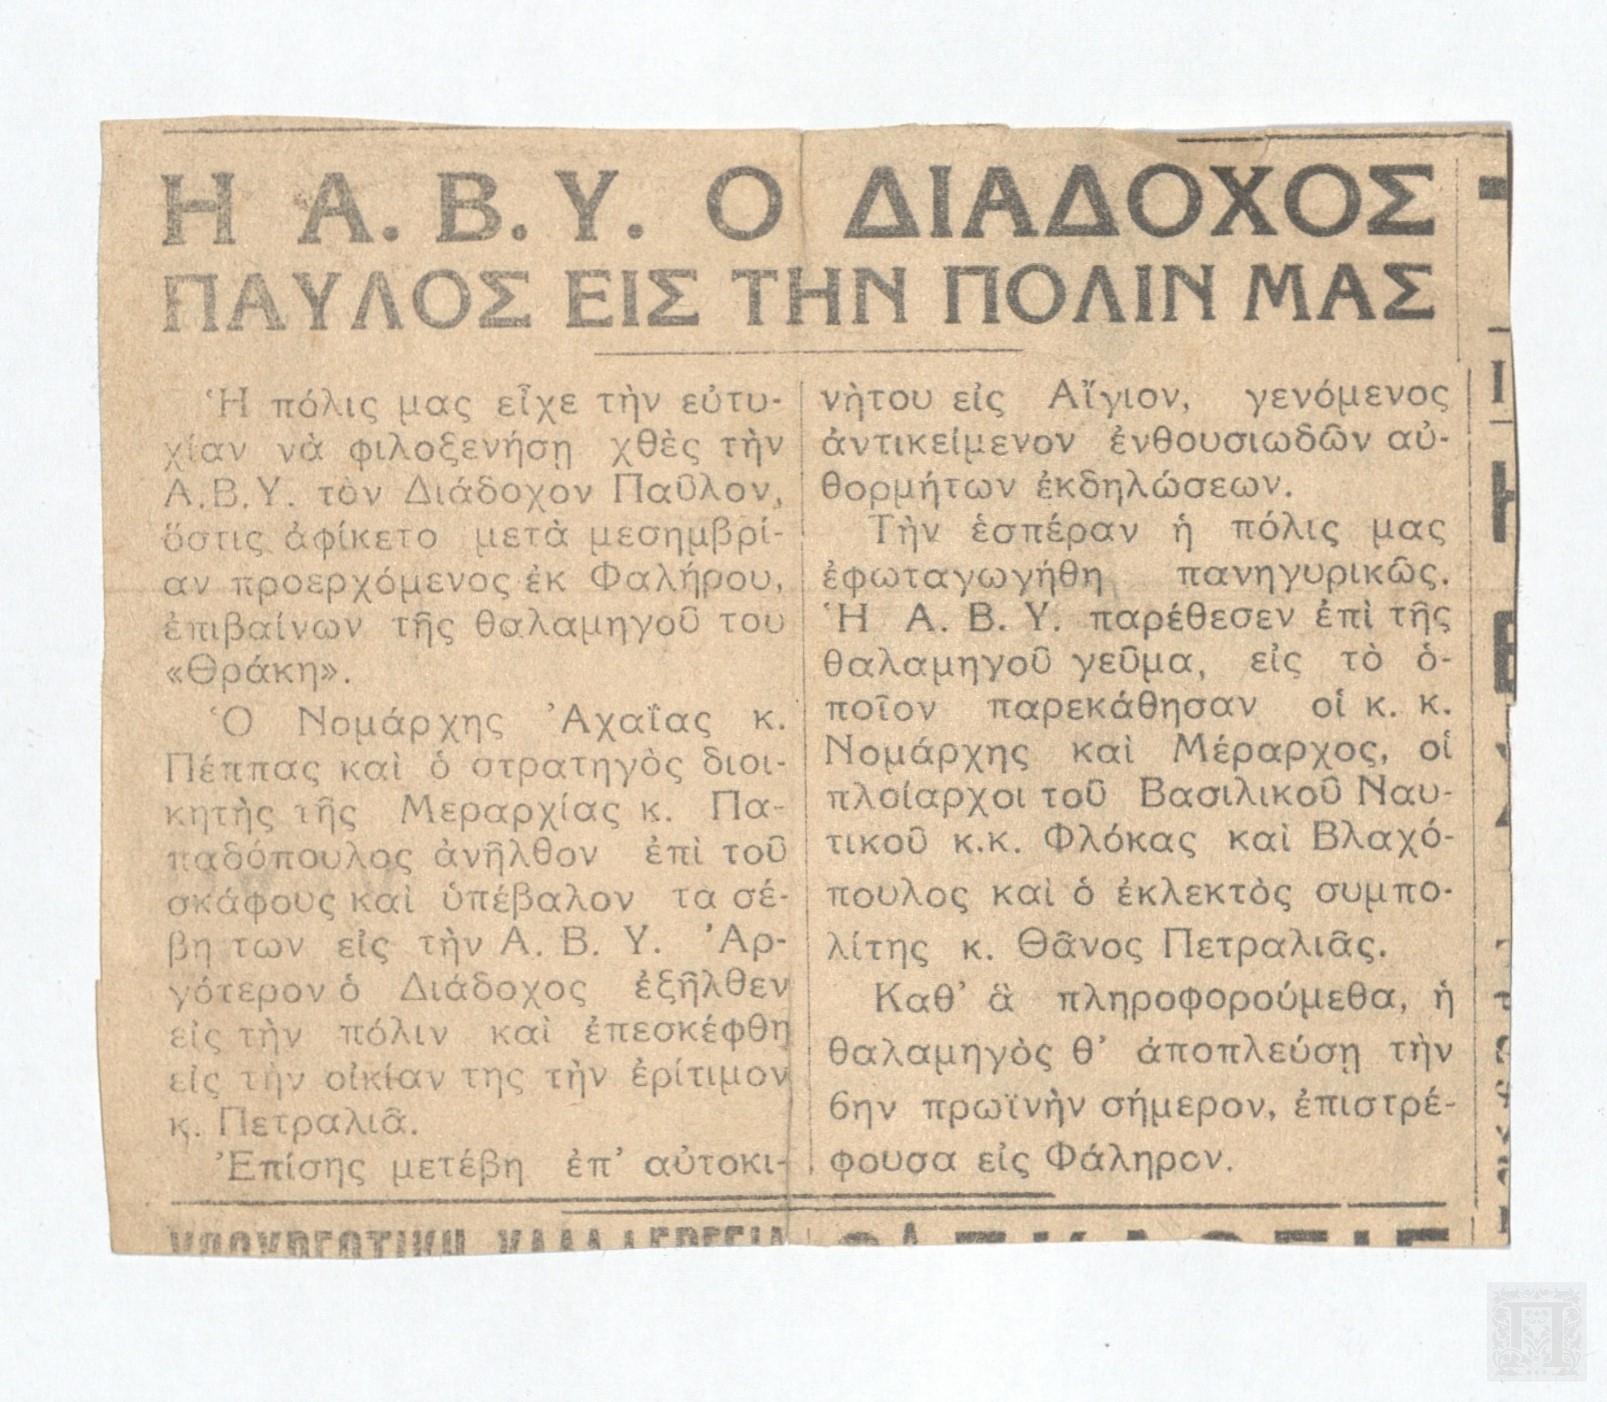 Η Α. Β. Υ. Ο ΔΙΑΔΟΧΟΣ
ΠΑΥΛΟΣ ΕΙΣ ΤΗΝ ΠΟΛΙΝ ΜΑΣ
Ἡ πόλις μας εἶχε τὴν εὐτυ-
χίαν νὰ φιλοξενήσῃ χθὲς τὴν
Α.Β.Υ. τὸν Διάδοχον Παῦλον,
ὅστις ἀφίκετο μετὰ μεσημβρί-
αν προερχόμενος ἐκ Φαλήρου,
ἐπιβαίνων τῆς θαλαμηγοῦ του
«Θράκη».
Ὁ Νομάρχης Ἀχαΐας κ.
Πέππας καὶ ὁ στρατηγὸς διοι-
κητὴς τῆς Μεραρχίας κ. Πα-
παδόπουλος ἀνῆλθον ἐπὶ τοῦ
σκάφους καὶ ὑπέβαλον τα σέ-
βη των εἰς τὴν Α. Β. Υ. Ἀρ-
γότερον ὁ Διάδοχος ἐξῆλθεν
εἰς τὴν πόλιν καὶ ἐπεσκέφθη
εἰς τὴν οἰκίαν της τὴν ἐρίτιμον
κ. Πετραλιᾶ.
Ἐπίσης μετέβη ἐπ’ αὐτοκι-
νὴτου εἰς Αἴγιον, γενόμενος
ἀντικείμενον ἐνθουσιωδῶν αὐ-
θορμήτων ἐκδηλώσεων.
Τὴν ἑσπέραν ἡ πόλις μας
ἐφωταγωγήθη πανηγυρικῶς.
Ἡ Α. Β. Υ. παρέθεσεν ἐπὶ τῆς
θαλαμηγοῦ γεῦμα, εἰς τὸ ὁ-
ποῖον παρεκάθησαν οἱ κ. κ.
Νομάρχης καὶ Μέραρχος, οἱ
πλοίαρχοι τοῦ Βασιλικοῦ Ναυ-
τικοῦ κ.κ. Φλόκας καὶ Βλαχό-
πουλος καὶ ὁ ἐκλεκτὸς συμπο-
λίτης κ. Θᾶνος Πετραλιᾶς.
Καθ’ ἃ πληροφορούμεθα, ἡ
θαλαμηγὸς θ’ ἀποπλεύσῃ τὴν
6ην πρωϊνὴν σήμερον, ἐπιστρέ-
φουσα εἰς Φάληρον.